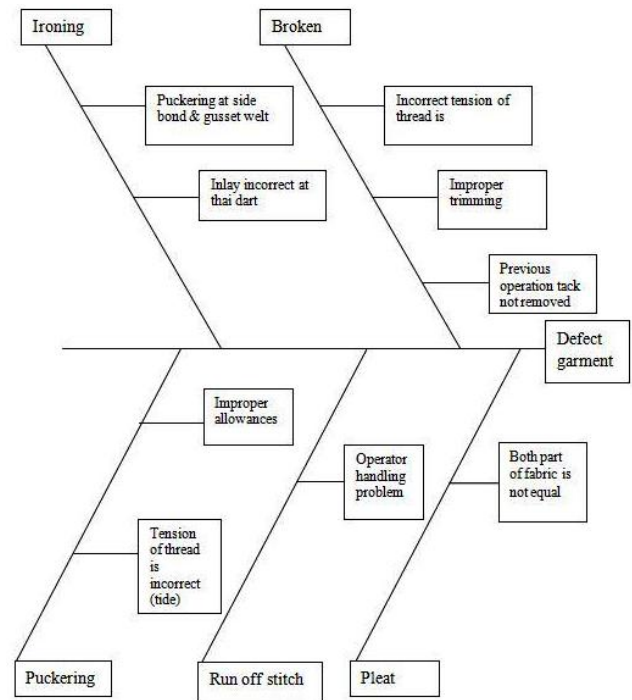 Ironing
Broken
Puckering at side
bond & gusset welt
Incorrect tension of
thread is
Inlay incorrect at
thai dart
Improper
trimming
Previous
operation tack
not removed
Defect
garment
Improper
allowances
Operator
handling
problem
Both part
of fabric is
not equal
Tension
of thread
is
incorrect
(tide)
Puckering
Run off stitch
Pleat